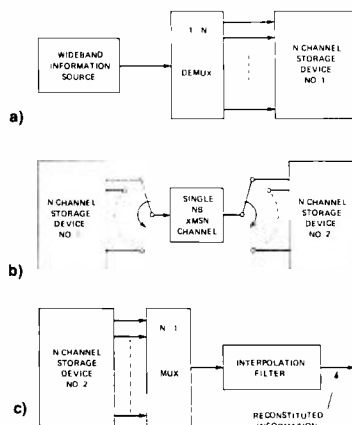 WIDEBAND
INFORMATION
SOURCE
1 N
DEMUX
N CHANNEL
STORAGE
DEVICE
NO 1
a)
N CHANNEL
STORAGE
DEVICE
NO
SINGLE
NB
XMSN
CHANNEL
N CHANNEL
STORAGE
DEVICE
NO. 2
b)
N CHANNEL
STORAGE
DEVICE
NO. 2
N 1
MUX
INTERPOLATION
FILTER
c)
RECONSTITUTED